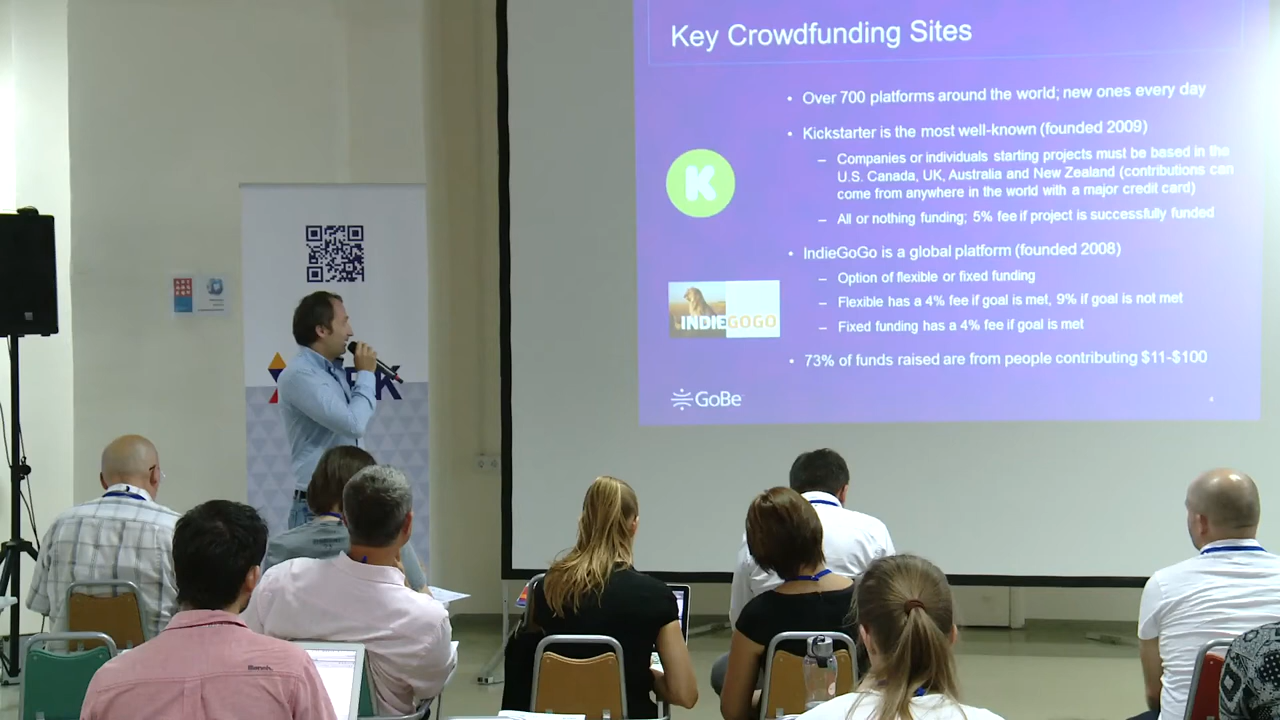 Key Crowdfunding Sites
• Over 700 platforms around the world; new ones every day
• Kickstarter is the most well-known (founded 2009)
– Companies or individuals starting projects must be based in the
U.S. Canada, UK, Australia and New Zealand (contributions can
come from anywhere in the world with a major credit card)
– All or nothing funding; 5% fee if project is successfully funded
K
• IndieGoGo is a global platform (founded 2008)
– Option of flexible or fixed funding
– Flexible has a 4% fee if goal is met, 9% if goal is not met
– Fixed funding has a 4% fee if goal is met
INDIEGOGO
• 73% of funds raised are from people contributing $11-$100
GoBe
4
Bench.